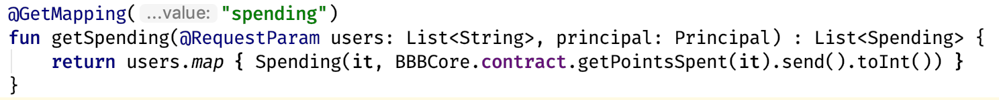 @GetMapping( ...value: "spending")
fun getSpending(@RequestParam users: List<String>, principal: Principal) : List<Spending> {
    return users.map { Spending(it, BBBCore.contract.getPointsSpent(it).send().toInt()) }
}